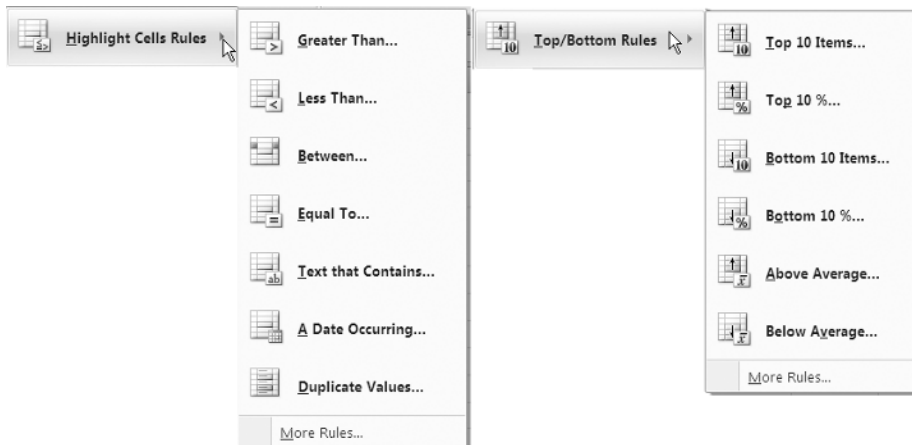 Highlight Cells Rules
Greater Than...
Less Than...
Between...
Equal To...
Text that Contains...
A Date Occurring...
Duplicate Values...
More Rules...
Top/Bottom Rules
Top 10 Items...
Top 10 %...
Bottom 10 Items...
Bottom 10 %...
Above Average...
Below Average...
More Rules...